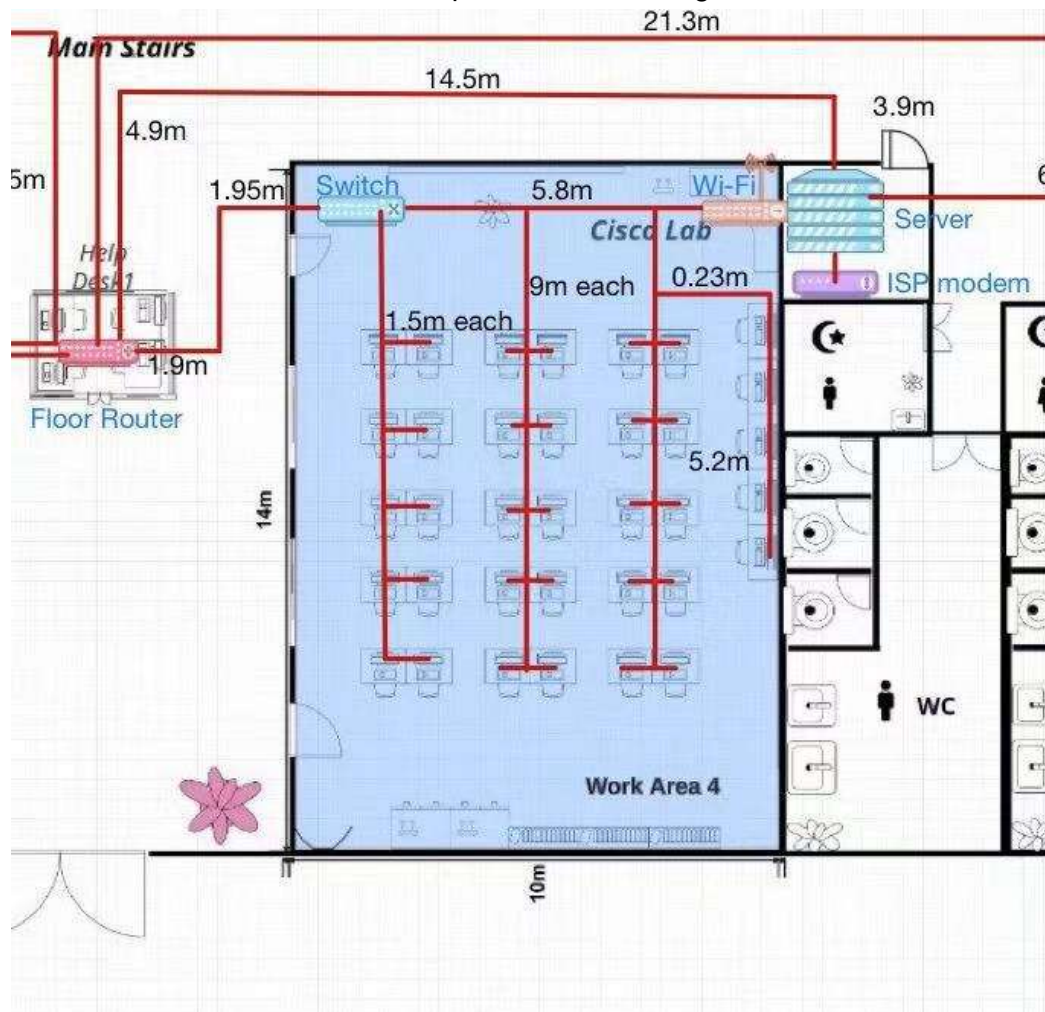 21.3m
Main Stairs
14.5m
3.9m
4.9m
5m
1.95m
Switch
5.8m
Wi-Fi
6
Server
Cisco Lab
Help
Desk1
9m each
0.23m
ISP modem
1.5m each
1.9m
Floor Router
5.2m
14m
WC
Work Area 4
10m